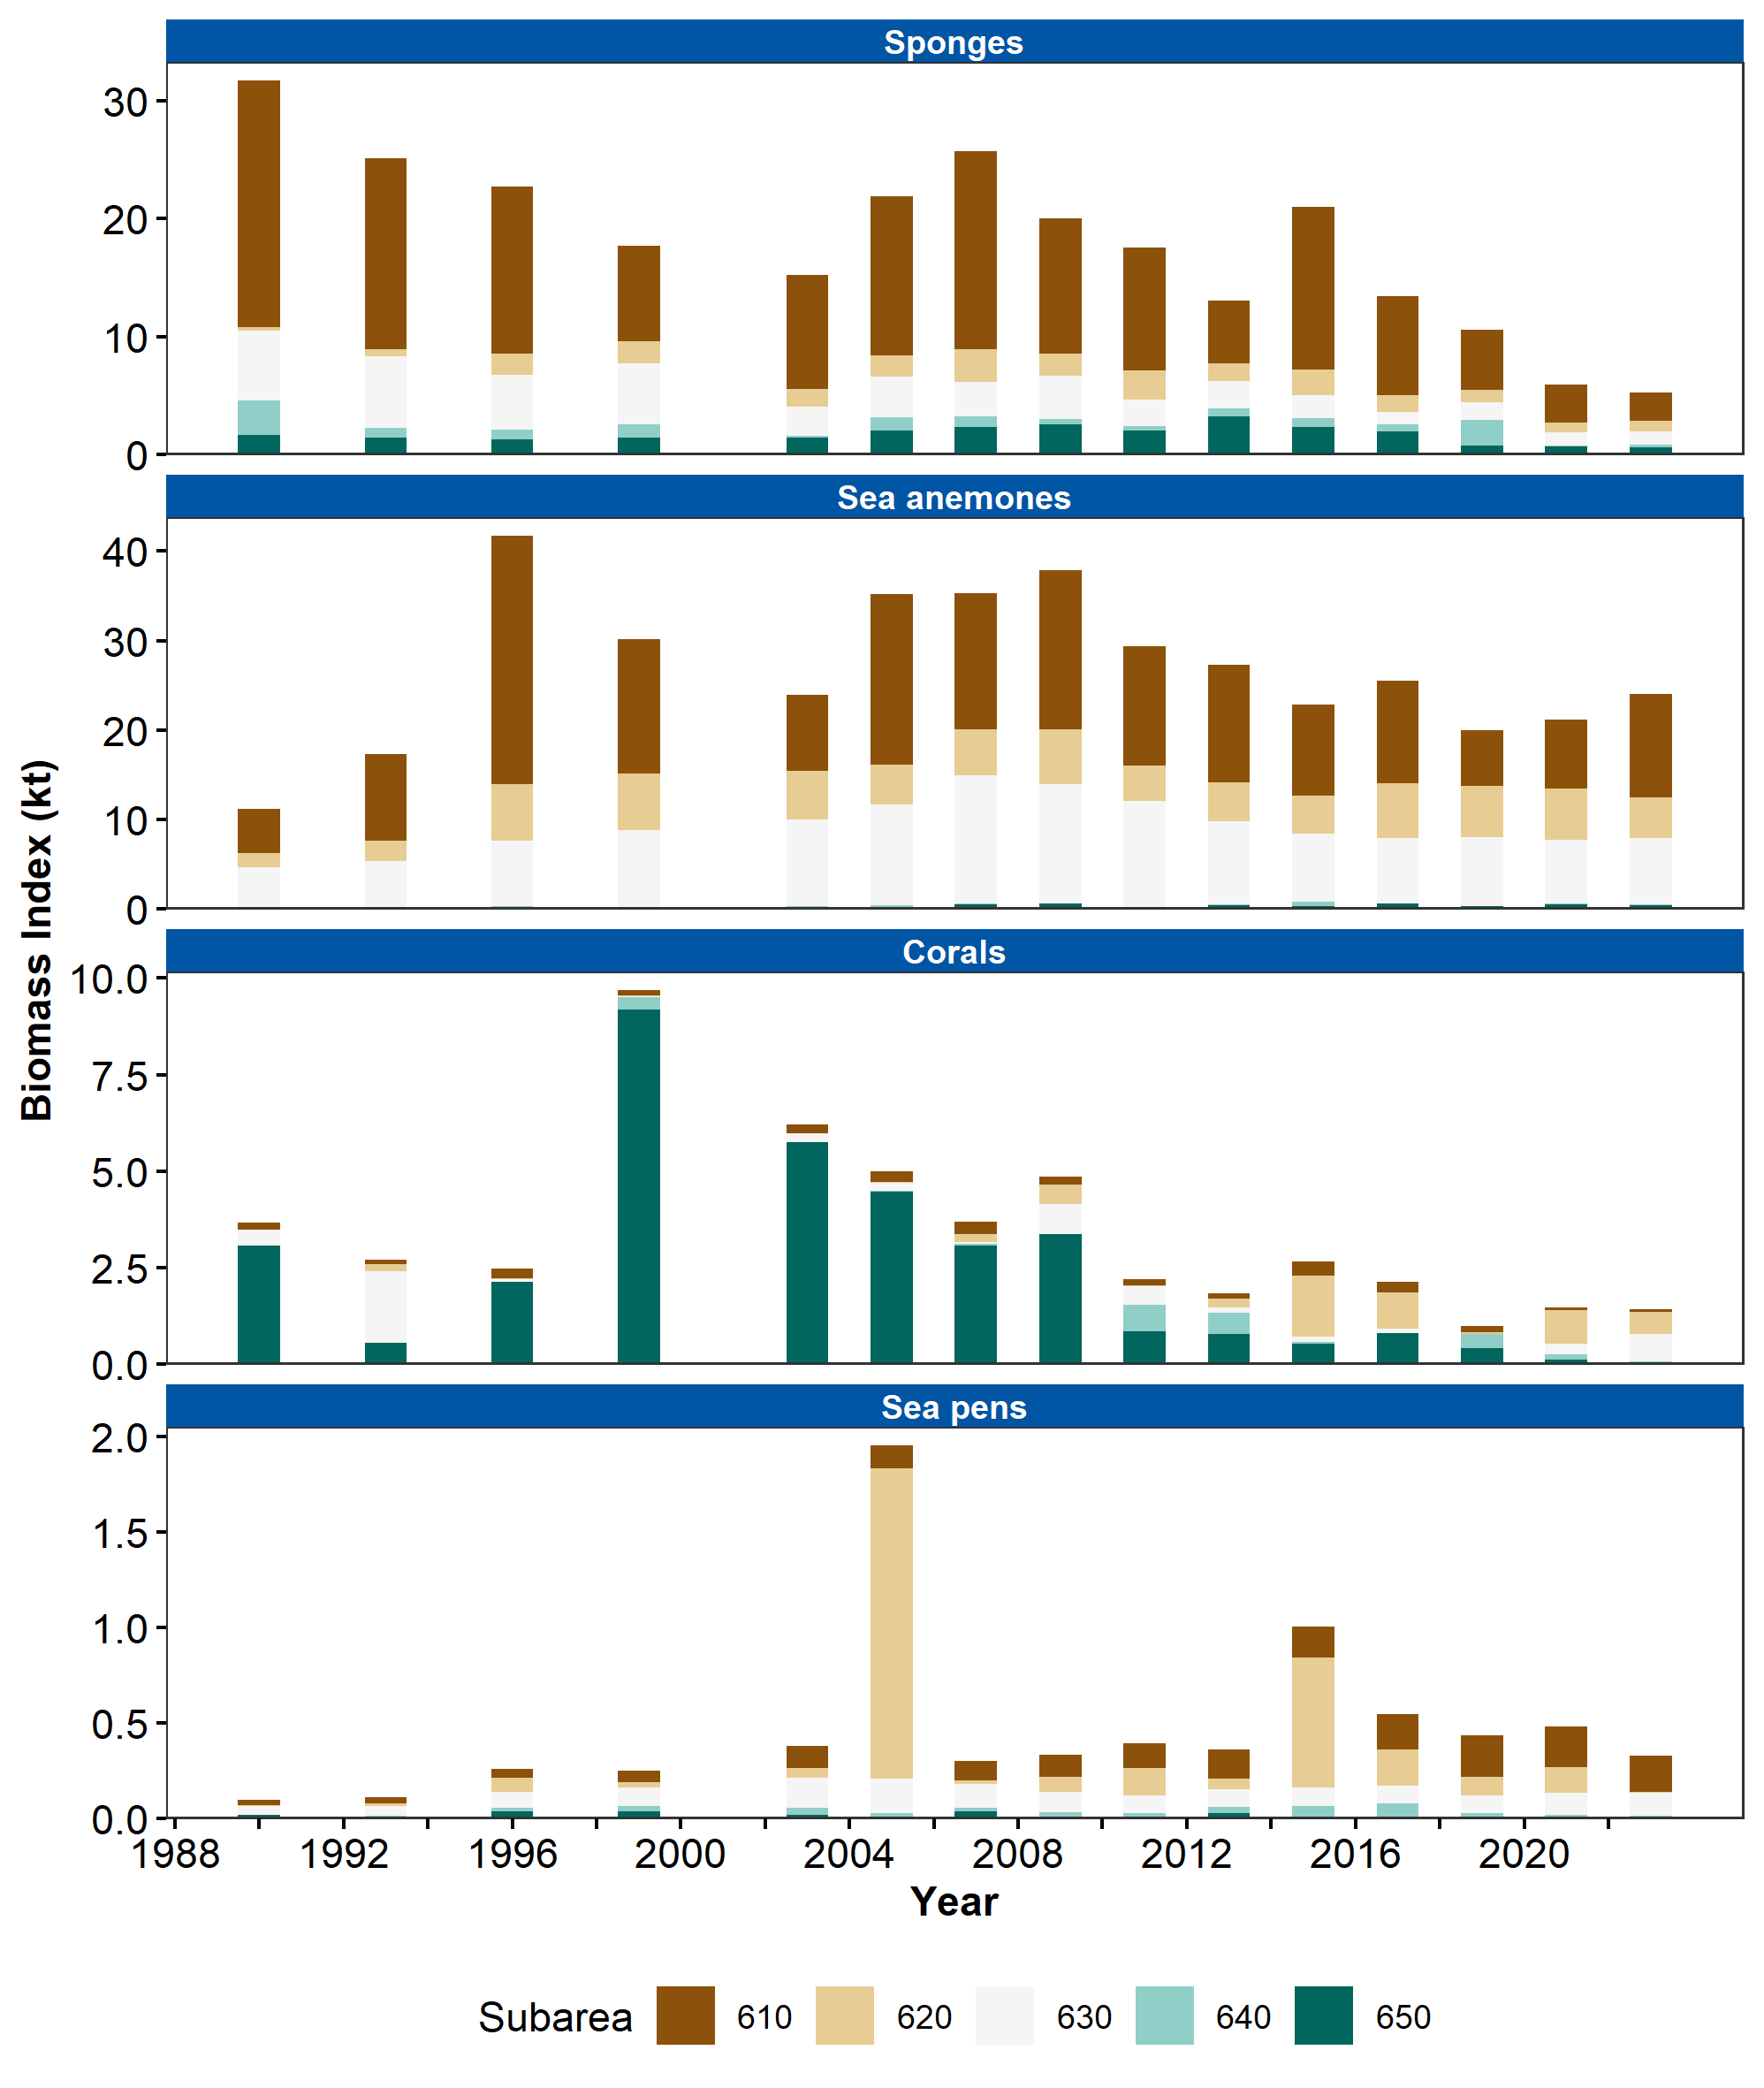 Sponges
30
20
10
0
Sea anemones
40
30
20
10
0
Biomass Index (kt)
Corals
10.0
7.5
5.0
2.5
0.0
Sea pens
2.0
1.5
1.0
0.5
0.0
1988 1992 1996 2000 2004 2008 2012 2016 2020
Year
Subarea 610 620 630 640 650